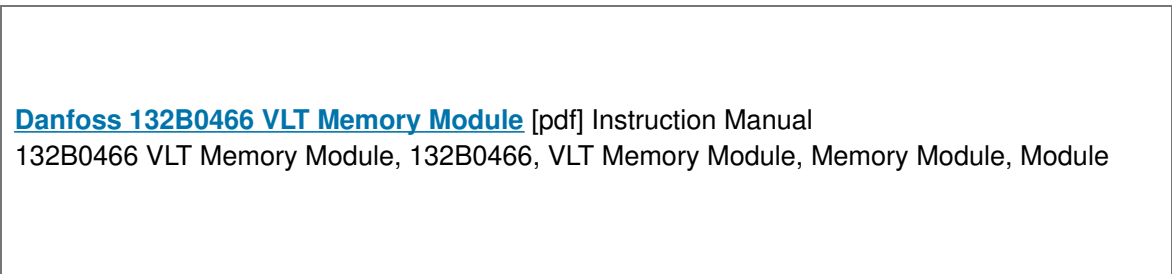 Danfoss 132B0466 VLT Memory Module [pdf] Instruction Manual
132B0466 VLT Memory Module, 132B0466, VLT Memory Module, Memory Module, Module